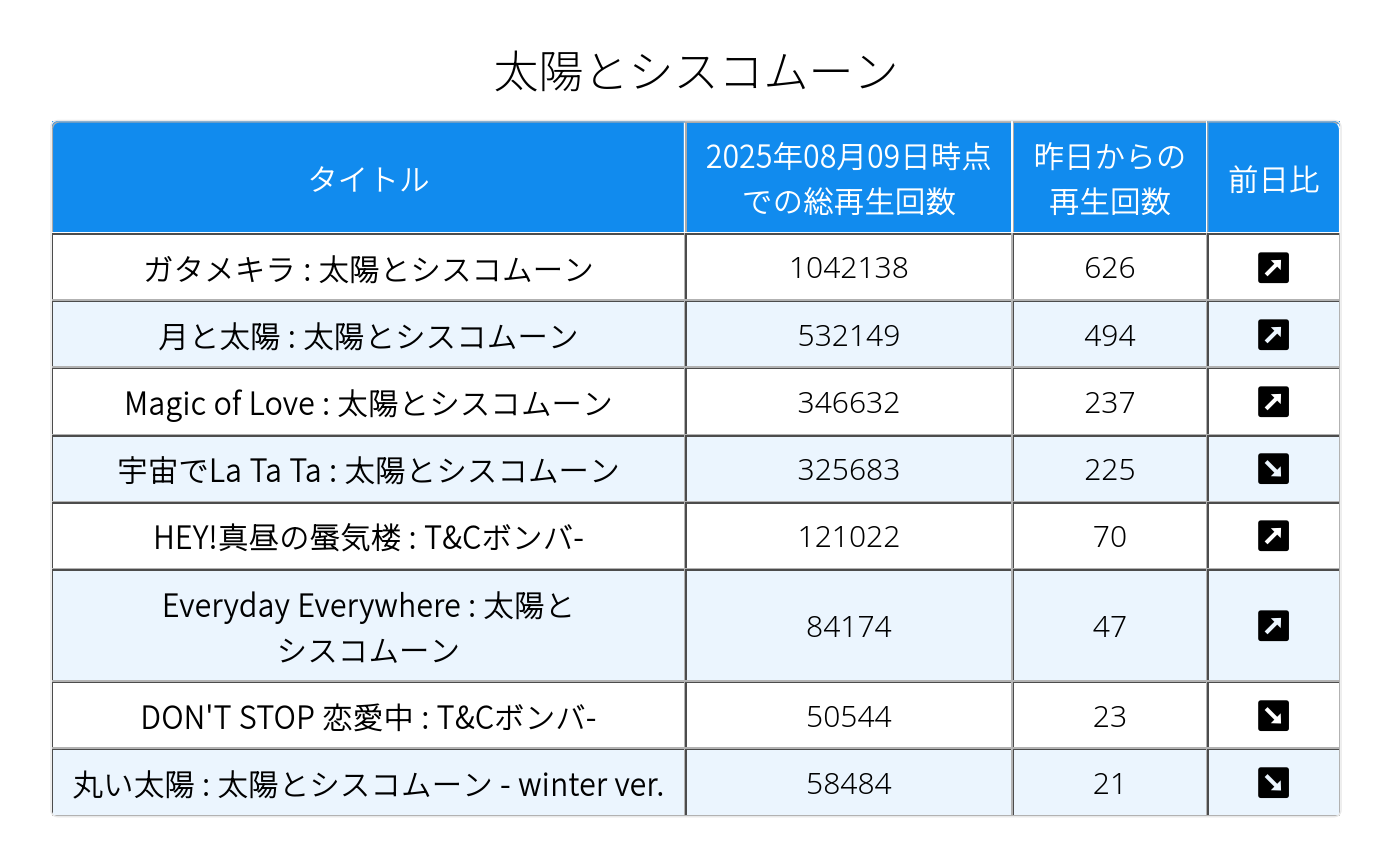 太陽とシスコムーン
タイトル
2025年08月09日時点
での総再生回数
昨日からの
再生回数
前日比
ガタメキラ : 太陽とシスコムーン 1042138 626 ↗
月と太陽 : 太陽とシスコムーン 532149 494 ↗
Magic of Love : 太陽とシスコムーン 346632 237 ↗
宇宙でLa Ta Ta : 太陽とシスコムーン 325683 225 ↘
HEY!真昼の蜃気楼 : T&Cボンバ- 121022 70 ↗
Everyday Everywhere : 太陽と
シスコムーン 84174 47 ↗
DON'T STOP 恋愛中 : T&Cボンバ- 50544 23 ↘
丸い太陽 : 太陽とシスコムーン - winter ver. 58484 21 ↘